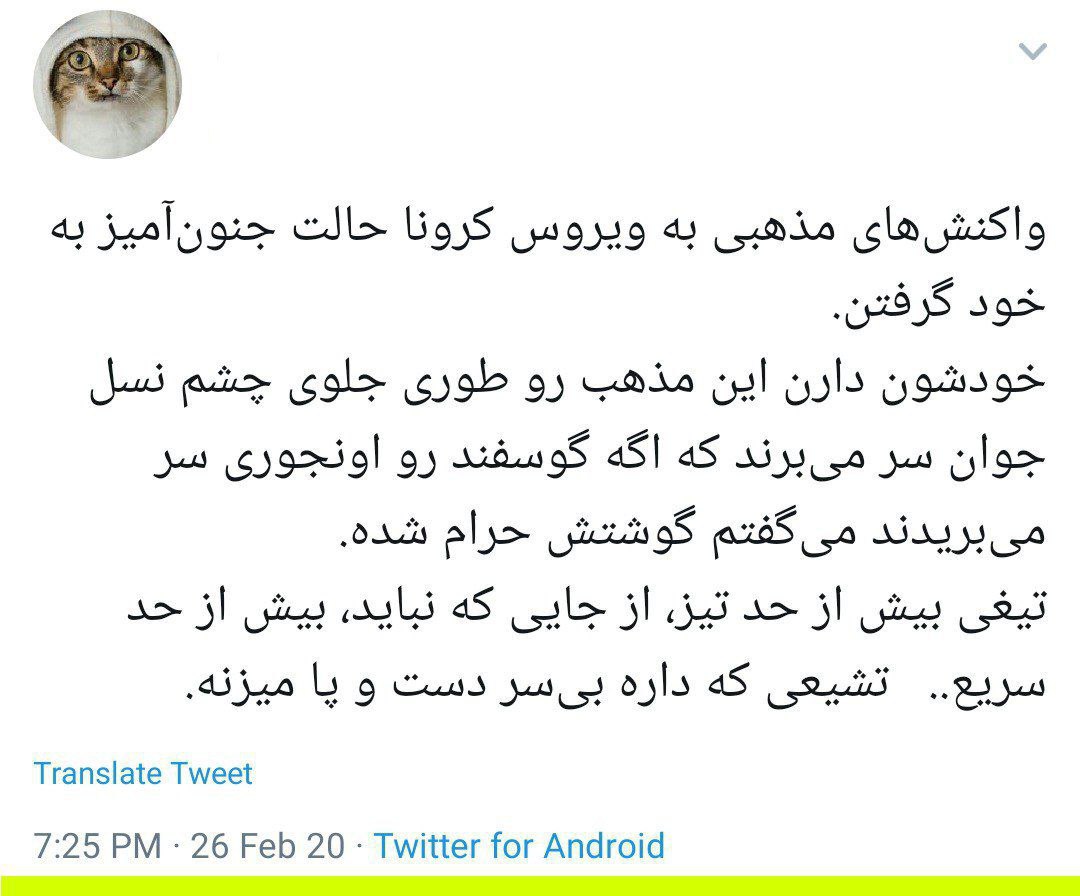 واکنش‌های مذهبی به ویروس کرونا حالت جنون‌آمیز به
خود گرفتن.
خودشون دارن این مذهب رو طوری جلوی چشم نسل
جوان سر می‌برند که اگه گوسفند رو اونجوری سر
می‌بریدند می‌گفتم گوشتش حرام شده.
تیغی بیش از حد تیز، از جایی که نباید، بیش از حد
سریع..  تشیعی که داره بی‌سر دست و پا میزنه.
Translate Tweet
7:25 PM · 26 Feb 20 · Twitter for Android